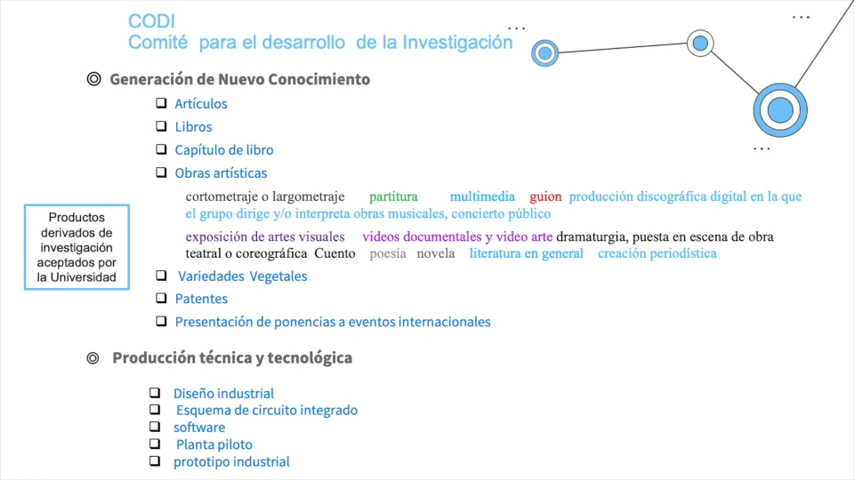 CODI
Comité para el desarrollo de la Investigación
Generación de Nuevo Conocimiento
Artículos
Libros
Capítulo de libro
Obras artísticas
cortometraje o largometraje partitura multimedia guion producción discográfica digital en la que
el grupo dirige y/o interpreta obras musicales, concierto público
exposición de artes visuales videos documentales y video arte dramaturgia, puesta en escena de obra
teatral o coreográfica Cuento poesía novela literatura en general creación periodística
Productos
derivados de
investigación
aceptados por
la Universidad
Variedades Vegetales
Patentes
Presentación de ponencias a eventos internacionales
Producción técnica y tecnológica
Diseño industrial
Esquema de circuito integrado
software
Planta piloto
prototipo industrial